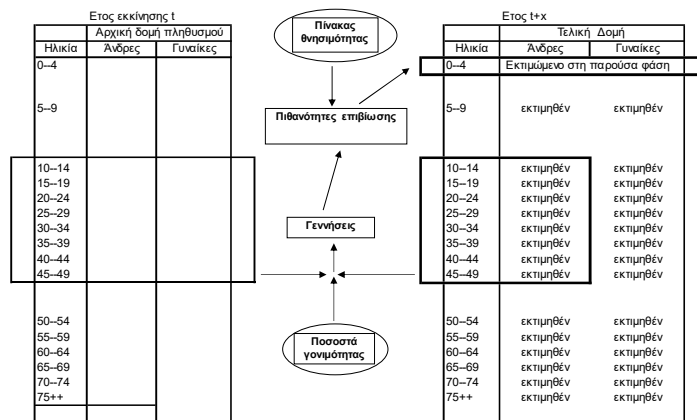 Ετος εκκίνησης t
Αρχική δομή πληθυσμού
Ηλικία Άνδρες Γυναίκες
0--4
5--9
10--14
15--19
20--24
25--29
30--34
35--39
40--44
45--49
50--54
55--59
60--64
65--69
70--74
75++
Πίνακας
θνησιμότητας
Πιθανότητες επιβίωσης
Γεννήσεις
Ποσοστά
γονιμότητας
Ετος t+x
Τελική Δομή
Ηλικία Άνδρες Γυναίκες
0--4 Εκτιμώμενο στη παρούσα φάση
5--9 εκτιμηθέν εκτιμηθέν
10--14 εκτιμηθέν εκτιμηθέν
15--19 εκτιμηθέν εκτιμηθέν
20--24 εκτιμηθέν εκτιμηθέν
25--29 εκτιμηθέν εκτιμηθέν
30--34 εκτιμηθέν εκτιμηθέν
35--39 εκτιμηθέν εκτιμηθέν
40--44 εκτιμηθέν εκτιμηθέν
45--49 εκτιμηθέν εκτιμηθέν
50--54 εκτιμηθέν εκτιμηθέν
55--59 εκτιμηθέν εκτιμηθέν
60--64 εκτιμηθέν εκτιμηθέν
65--69 εκτιμηθέν εκτιμηθέν
70--74 εκτιμηθέν εκτιμηθέν
75++ εκτιμηθέν εκτιμηθέν